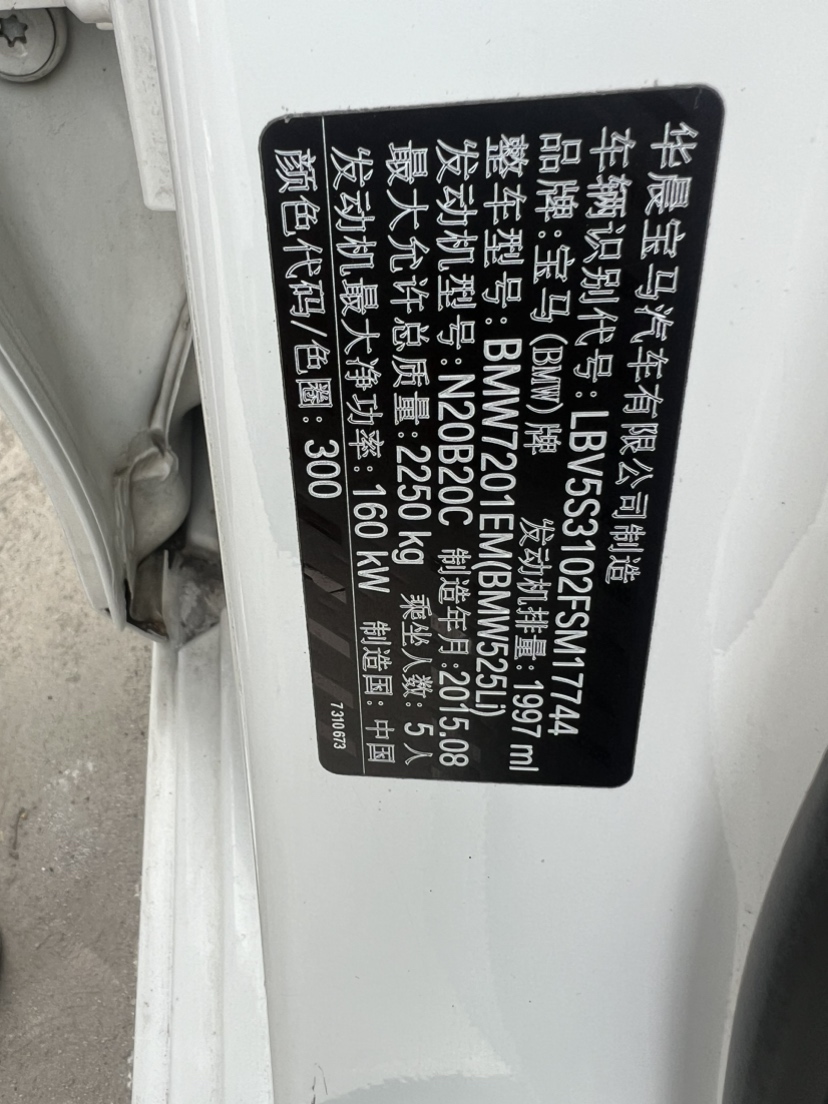 华晨宝马汽车有限公司制造
车辆识别代号:LBV5S3102FSM17744
品牌:宝马(BMW)牌 发动机排量:1997 ml
整车型号:BMW7201EM(BMW525Li)
发动机型号:N20B20C 制造年月:2015.08
最大允许总质量:2250 kg 乘坐人数:5人
发动机最大净功率:160 kW 制造国:中国
颜色代码/色圈:300
7310673